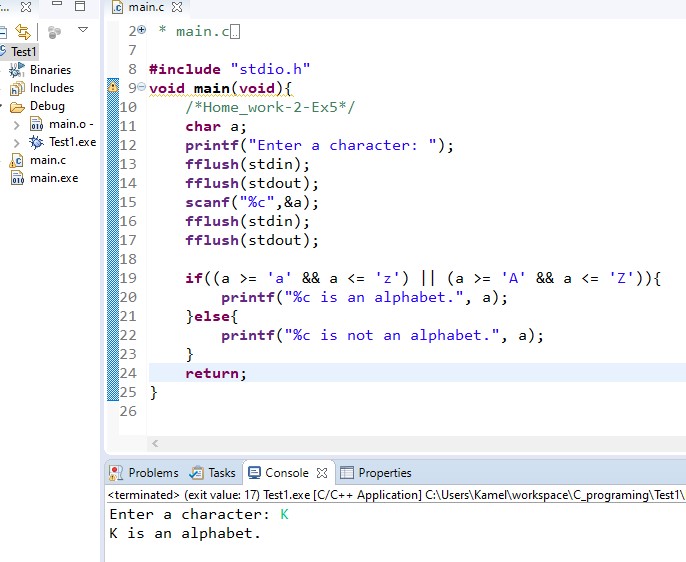 ...
Test1
Binaries
Includes
Debug
main.o -
Test1.exe
main.c
main.exe
main.c
2 * main.c
7
8 #include "stdio.h"
9 void main(void){
10 /*Home_work-2-Ex5*/
11 char a;
12 printf("Enter a character: ");
13 fflush(stdin);
14 fflush(stdout);
15 scanf("%c",&a);
16 fflush(stdin);
17 fflush(stdout);
18
19 if((a >= 'a' && a <= 'z') || (a >= 'A' && a <= 'Z')){
20 printf("%c is an alphabet.", a);
21 }else{
22 printf("%c is not an alphabet.", a);
23 }
24 return;
25 }
26
Problems Tasks Console Properties
<terminated> (exit value: 17) Test1.exe [C/C++ Application] C:\Users\Kamel\workspace\C_programing\Test1\
Enter a character: K
K is an alphabet.